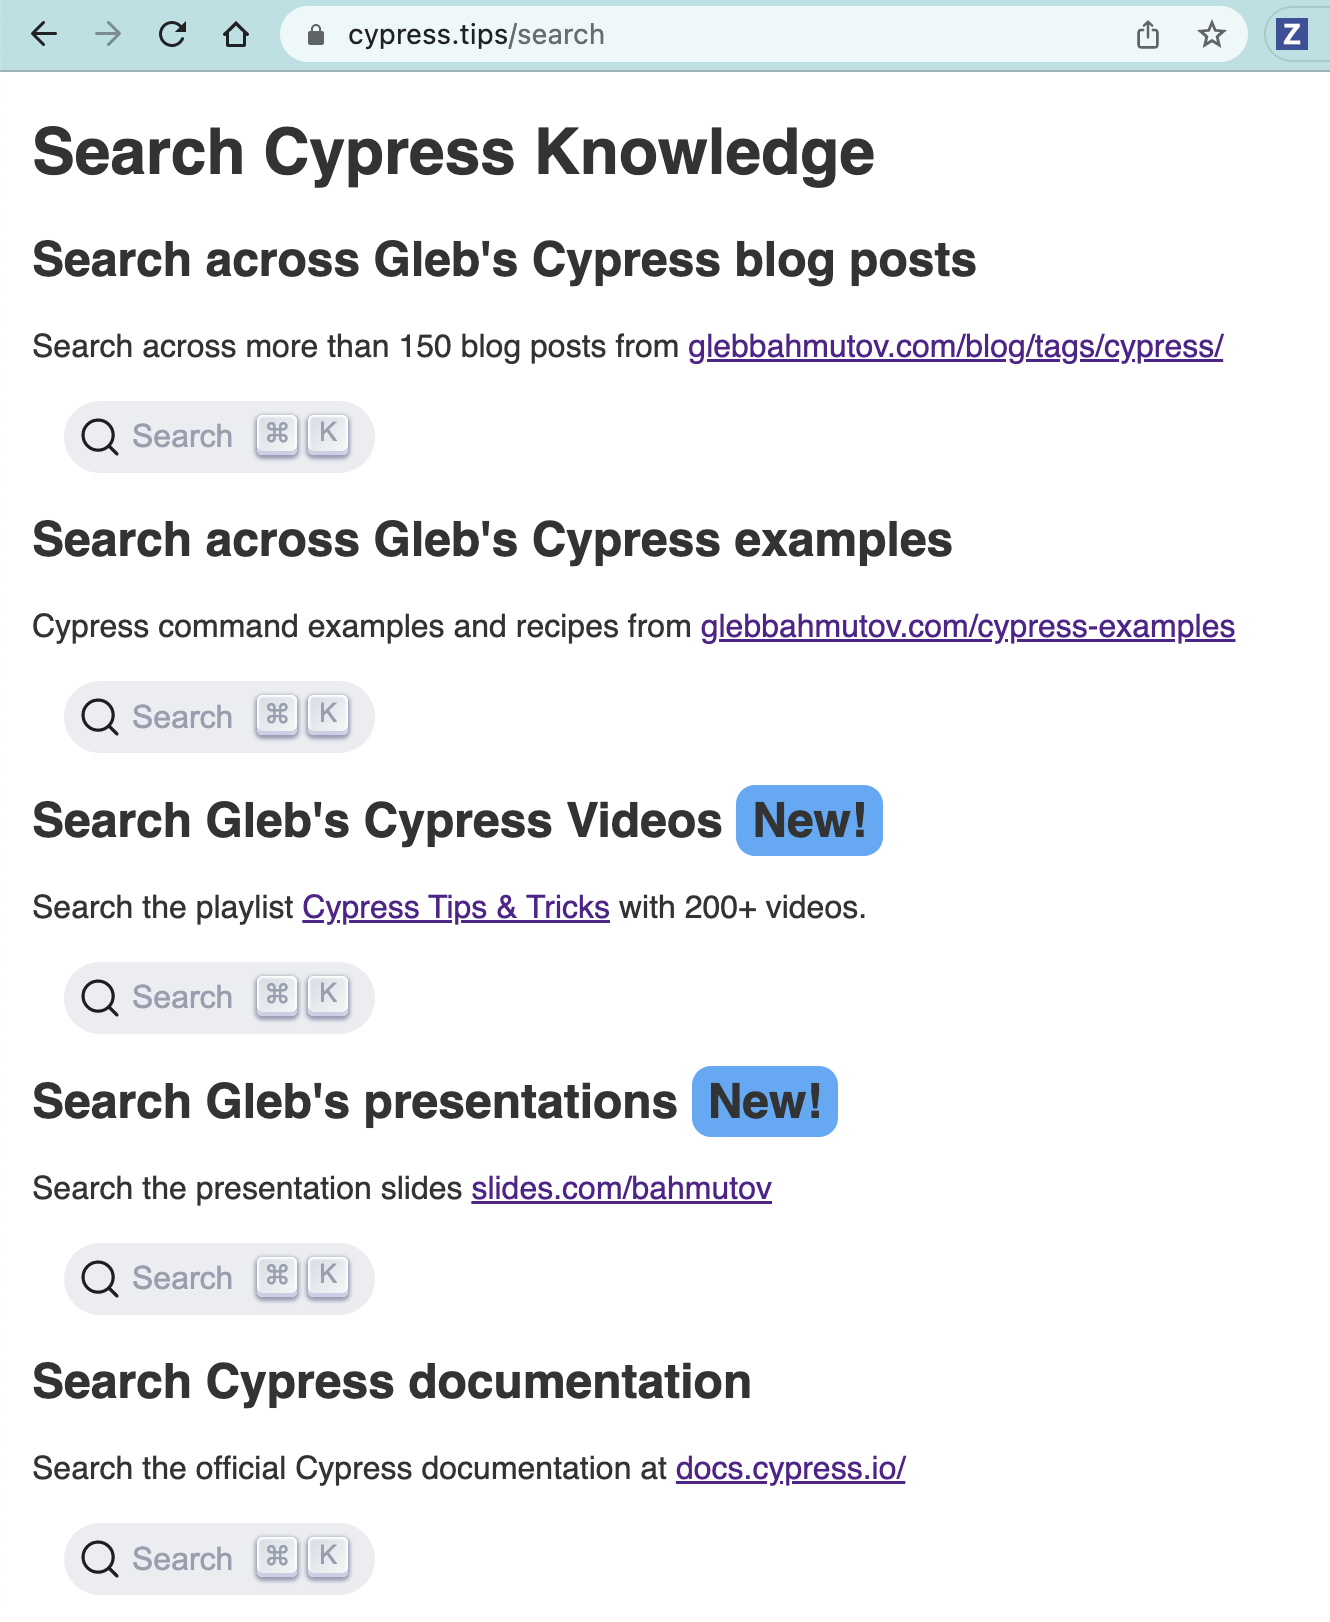 cypress.tips/search
Z
Search Cypress Knowledge
Search across Gleb's Cypress blog posts
Search across more than 150 blog posts from glebbahmutov.com/blog/tags/cypress/
Search ⌘ K
Search across Gleb's Cypress examples
Cypress command examples and recipes from glebbahmutov.com/cypress-examples
Search ⌘ K
Search Gleb's Cypress Videos New!
Search the playlist Cypress Tips & Tricks with 200+ videos.
Search ⌘ K
Search Gleb's presentations New!
Search the presentation slides slides.com/bahmutov
Search ⌘ K
Search Cypress documentation
Search the official Cypress documentation at docs.cypress.io/
Search ⌘ K